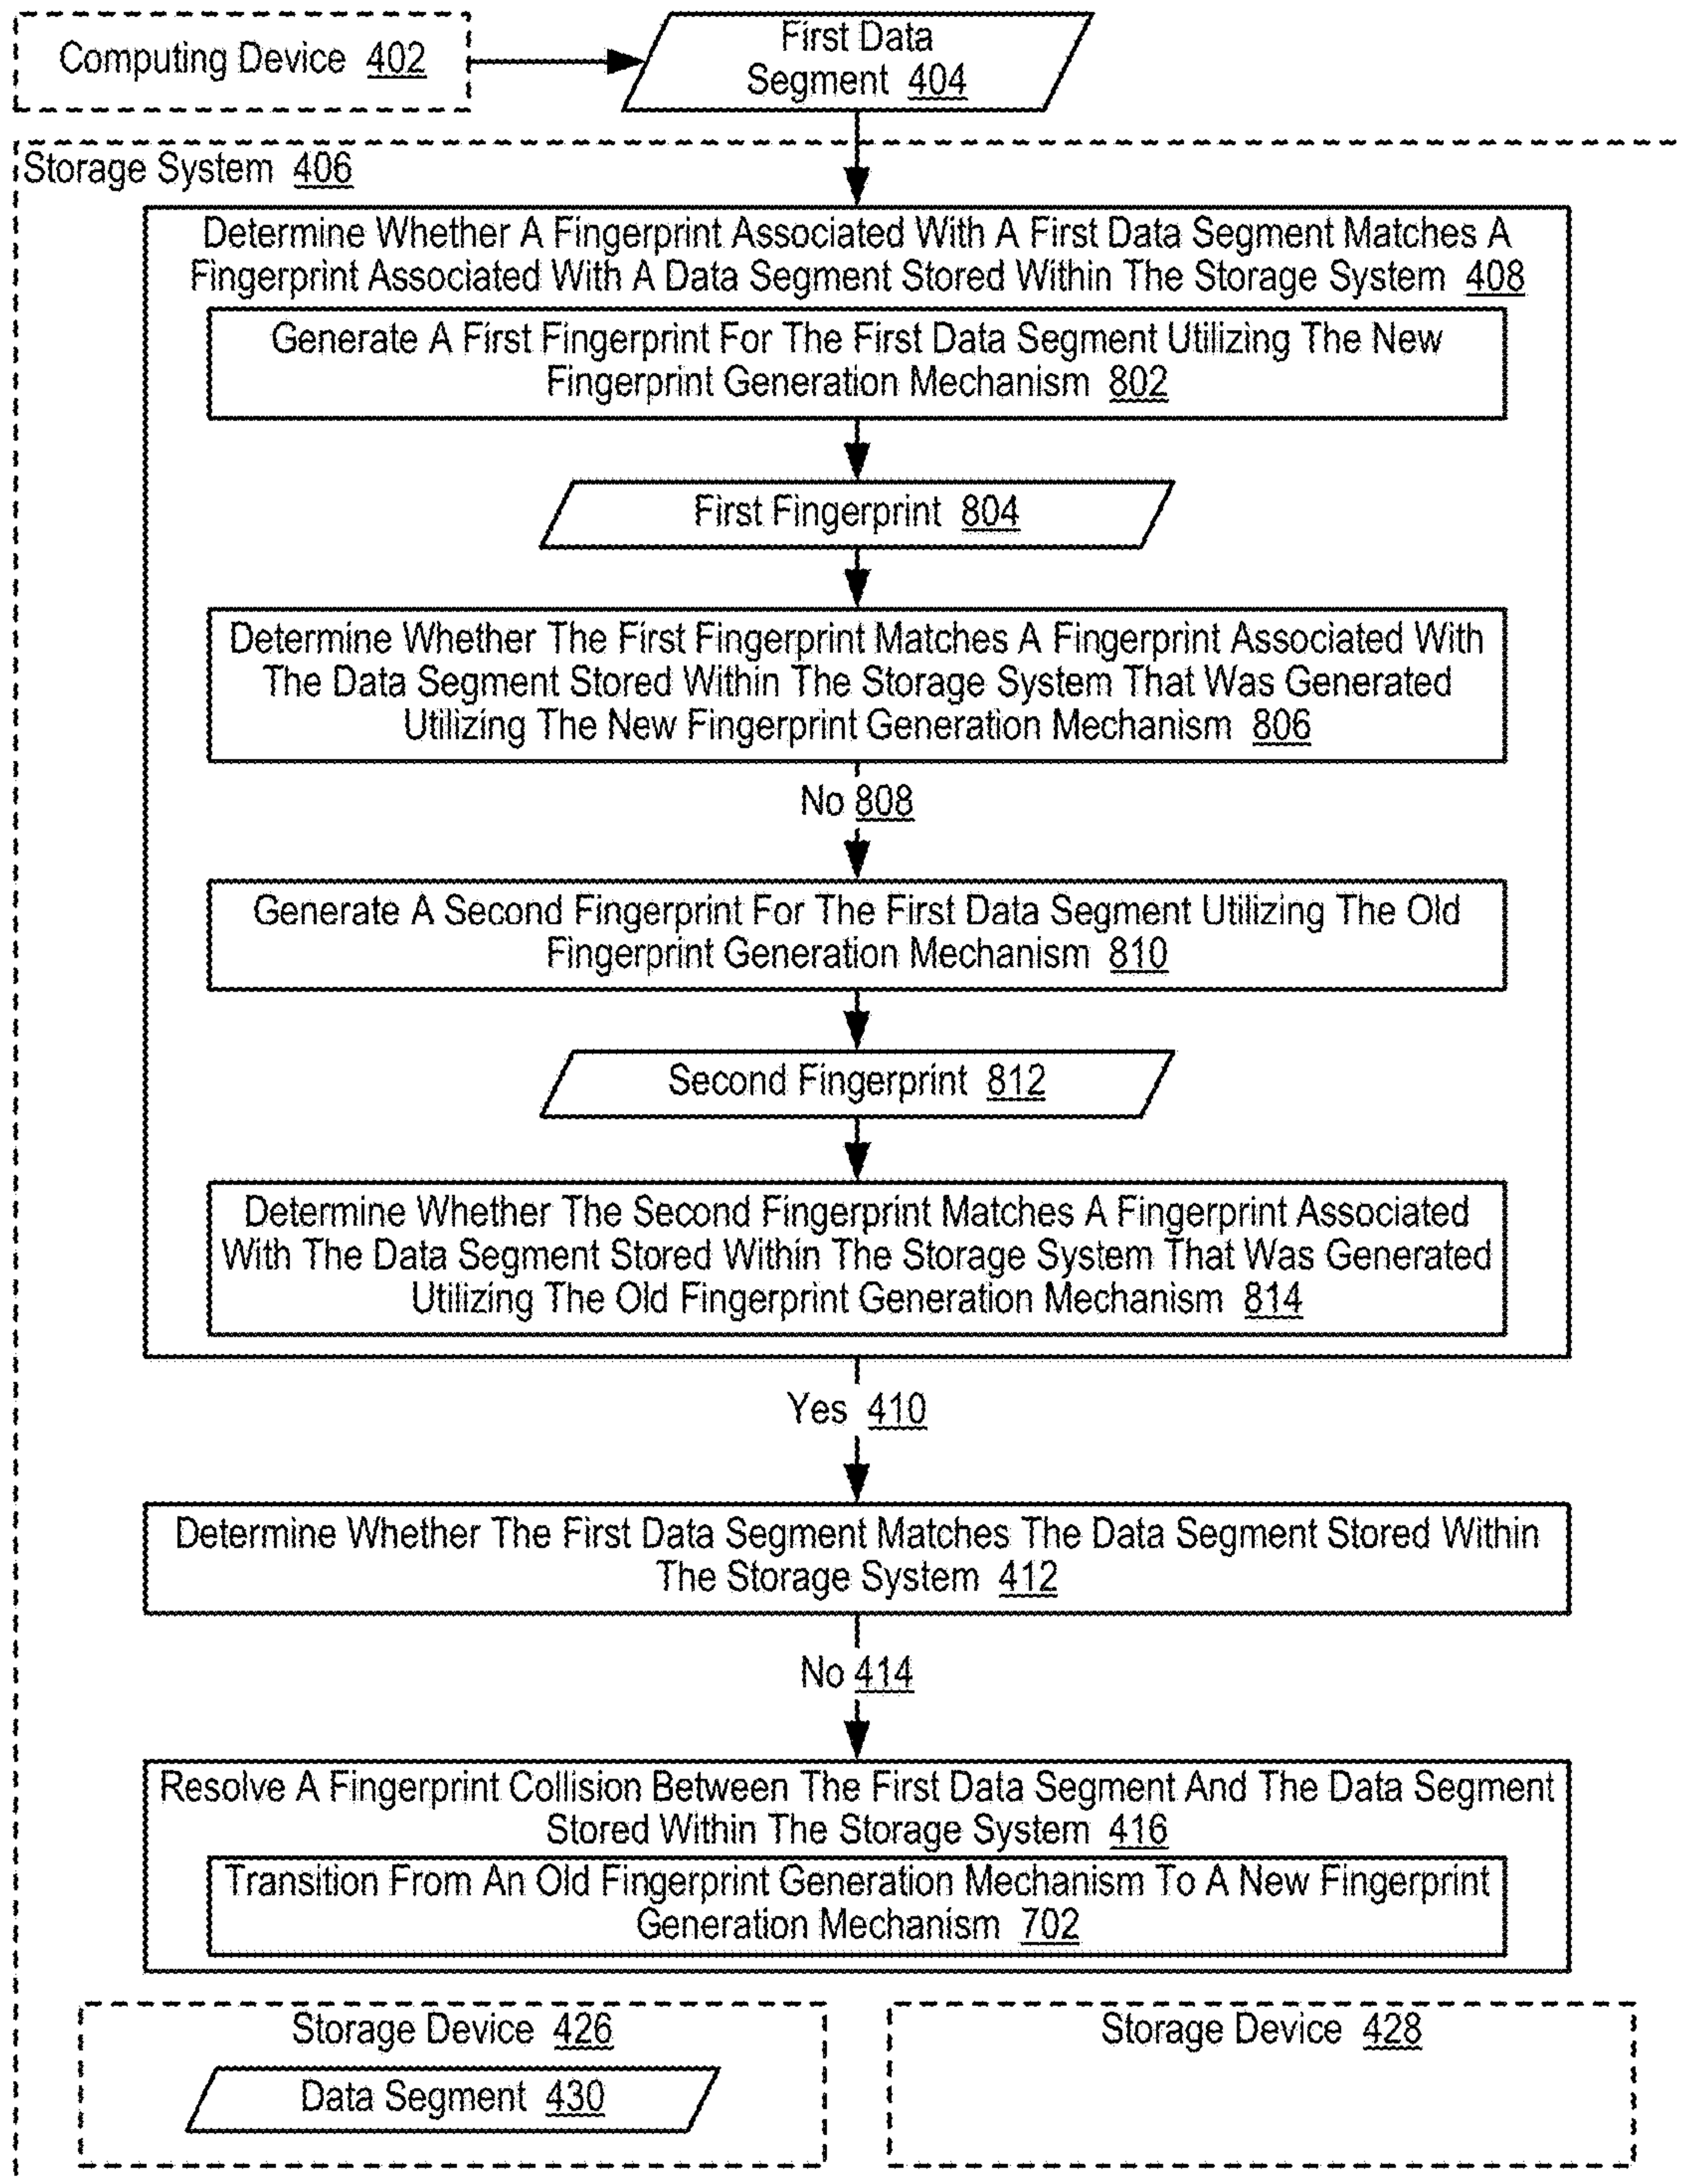 Computing Device 402
First Data
Segment 404
Storage System 406
Determine Whether A Fingerprint Associated With A First Data Segment Matches A
Fingerprint Associated With A Data Segment Stored Within The Storage System 408
Generate A First Fingerprint For The First Data Segment Utilizing The New
Fingerprint Generation Mechanism 802
First Fingerprint 804
Determine Whether The First Fingerprint Matches A Fingerprint Associated With
The Data Segment Stored Within The Storage System That Was Generated
Utilizing The New Fingerprint Generation Mechanism 806
No 808
Generate A Second Fingerprint For The First Data Segment Utilizing The Old
Fingerprint Generation Mechanism 810
Second Fingerprint 812
Determine Whether The Second Fingerprint Matches A Fingerprint Associated
With The Data Segment Stored Within The Storage System That Was Generated
Utilizing The Old Fingerprint Generation Mechanism 814
Yes 410
Determine Whether The First Data Segment Matches The Data Segment Stored Within
The Storage System 412
No 414
Resolve A Fingerprint Collision Between The First Data Segment And The Data Segment
Stored Within The Storage System 416
Transition From An Old Fingerprint Generation Mechanism To A New Fingerprint
Generation Mechanism 702
Storage Device 426
Data Segment 430
Storage Device 428